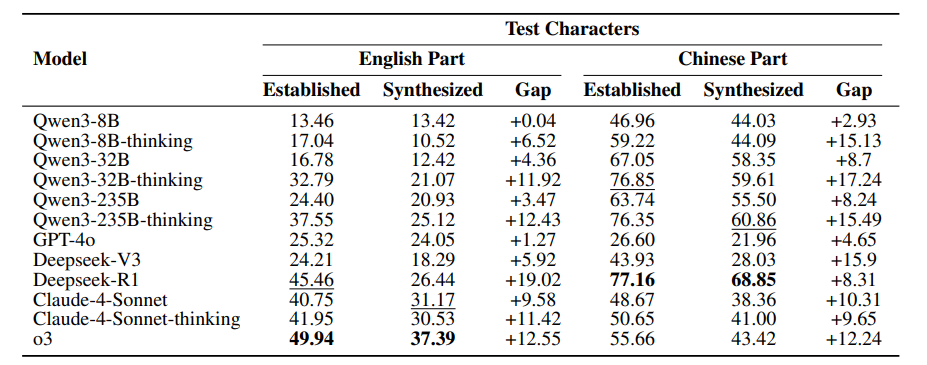 Test Characters
Model English Part Chinese Part
Established Synthesized Gap Established Synthesized Gap
Qwen3-8B 13.46 13.42 +0.04 46.96 44.03 +2.93
Qwen3-8B-thinking 17.04 10.52 +6.52 59.22 44.09 +15.13
Qwen3-32B 16.78 12.42 +4.36 67.05 58.35 +8.7
Qwen3-32B-thinking 32.79 21.07 +11.92 76.85 59.61 +17.24
Qwen3-235B 24.40 20.93 +3.47 63.74 55.50 +8.24
Qwen3-235B-thinking 37.55 25.12 +12.43 76.35 60.86 +15.49
GPT-4o 25.32 24.05 +1.27 26.60 21.96 +4.65
Deepseek-V3 24.21 18.29 +5.92 43.93 28.03 +15.9
Deepseek-R1 45.46 26.44 +19.02 77.16 68.85 +8.31
Claude-4-Sonnet 40.75 31.17 +9.58 48.67 38.36 +10.31
Claude-4-Sonnet-thinking 41.95 30.53 +11.42 50.65 41.00 +9.65
o3 49.94 37.39 +12.55 55.66 43.42 +12.24